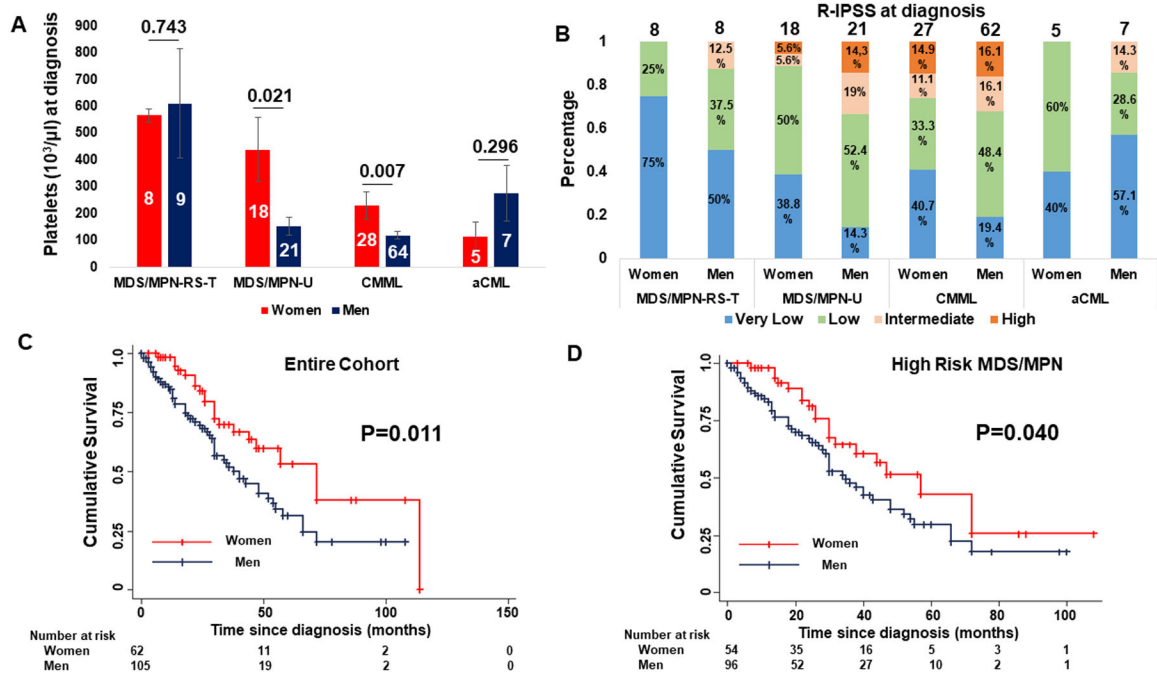 A
Platelets (10³/µl) at diagnosis
900
800
700
600
500
400
300
200
100
0
0.743
0.021
0.007
0.296
8
9
18
21
28
64
5
7
MDS/MPN-RS-T
MDS/MPN-U
CMML
aCML
Women
Men
B
R-IPSS at diagnosis
8
8
18
21
27
62
5
7
Percentage
1
0.8
0.6
0.4
0.2
0
25%
75%
12.5
%
37.5
%
50%
5.6%
5.6%
50%
38.8
%
14,3
%
19%
52.4
%
14.3
%
14.9
%
11.1
%
33.3
%
40.7
%
16.1
%
16.1
%
48.4
%
19.4
%
60%
40%
14.3
%
28.6
%
57.1
%
Women Men Women Men Women Men Women Men
MDS/MPN-RS-T MDS/MPN-U CMML aCML
Very Low Low Intermediate High
C
Entire Cohort
P=0.011
Cumulative Survival
1.0
0.75
0.5
0.25
0
Women
Men
0 50 100 150
Time since diagnosis (months)
Number at risk
Women 62 11 2 0
Men 105 19 2 0
D
High Risk MDS/MPN
P=0.040
Cumulative Survival
1.0
0.75
0.5
0.25
0
Women
Men
0 20 40 60 80 100
Time since diagnosis (months)
Number at risk
Women 54 35 16 5 3 1
Men 96 52 27 10 2 1